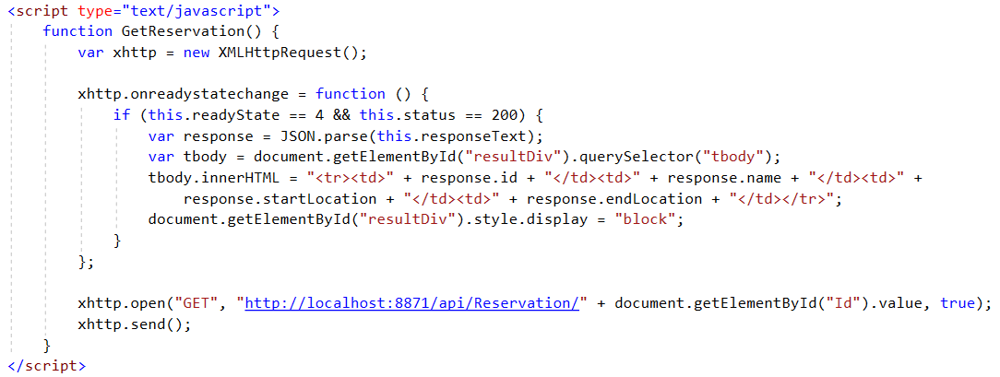 <script type="text/javascript">
    function GetReservation() {
        var xhttp = new XMLHttpRequest();

        xhttp.onreadystatechange = function () {
            if (this.readyState == 4 && this.status == 200) {
                var response = JSON.parse(this.responseText);
                var tbody = document.getElementById("resultDiv").querySelector("tbody");
                tbody.innerHTML = "<tr><td>" + response.id + "</td><td>" + response.name + "</td><td>" +
                    response.startLocation + "</td><td>" + response.endLocation + "</td></tr>";
                document.getElementById("resultDiv").style.display = "block";
            }
        };

        xhttp.open("GET", "http://localhost:8871/api/Reservation/" + document.getElementById("Id").value, true);
        xhttp.send();
    }
</script>